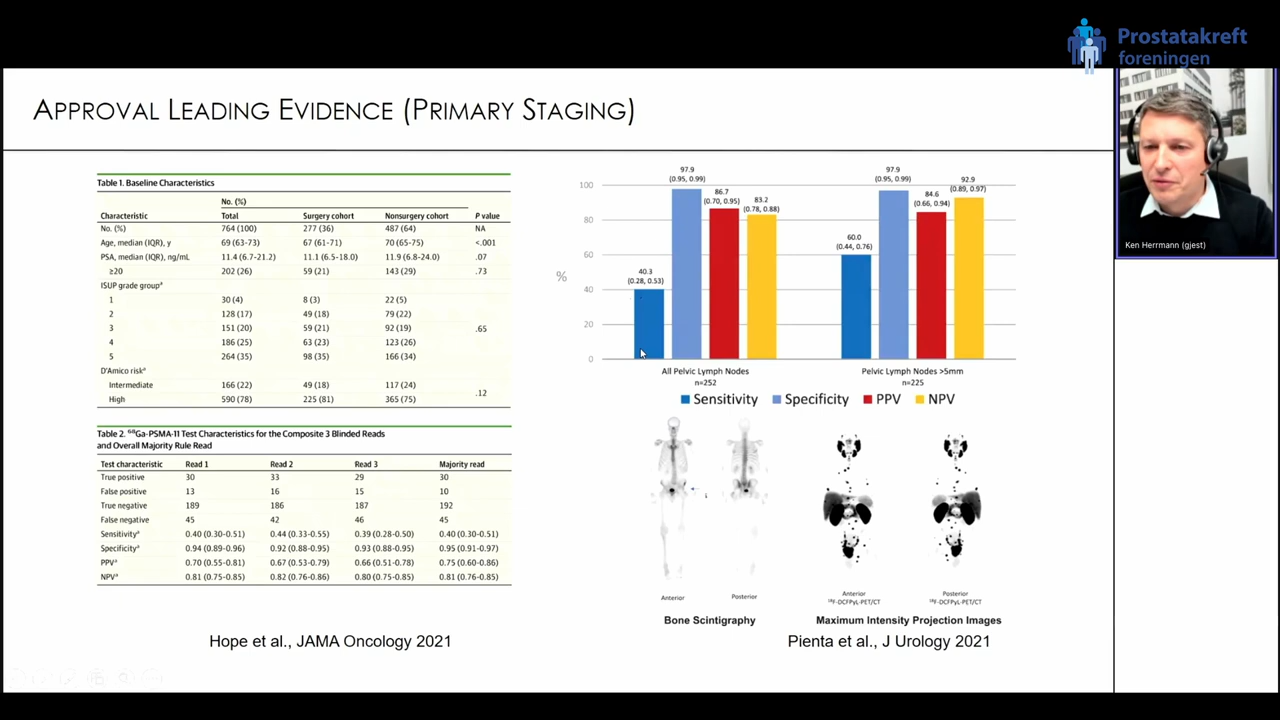 Prostatakreft
foreningen
APPROVAL LEADING EVIDENCE (PRIMARY STAGING)
Ken Herrmann (gjest)
Table 1. Baseline Characteristics
No. (%)
Characteristic Total Surgery cohort Nonsurgery cohort P value
No. (%) 764 (100) 277 (36) 487 (64) NA
Age, median (IQR), y 69 (63-73) 67 (61-71) 70 (65-75) <.001
PSA, median (IQR), ng/mL 11.4 (6.7-21.2) 11.1 (6.5-18.0) 11.9 (6.8-24.0) .07
≥20 202 (26) 59 (21) 143 (29) .73
ISUP grade groupᵃ
1 30 (4) 8 (3) 22 (5)
2 128 (17) 49 (18) 79 (22)
3 151 (20) 59 (21) 92 (19) .65
4 186 (25) 63 (23) 123 (26)
5 264 (35) 98 (35) 166 (34)
D'Amico riskᵃ
Intermediate 166 (22) 49 (18) 117 (24) .12
High 590 (78) 225 (81) 365 (75)
Table 2. ⁶⁸Ga-PSMA-11 Test Characteristics for the Composite 3 Blinded Reads
and Overall Majority Rule Read
Test characteristic Read 1 Read 2 Read 3 Majority read
True positive 30 33 29 30
False positive 13 16 15 10
True negative 189 186 187 192
False negative 45 42 46 45
Sensitivityᵃ 0.40 (0.30-0.51) 0.44 (0.33-0.55) 0.39 (0.28-0.50) 0.40 (0.30-0.51)
Specificityᵃ 0.94 (0.89-0.96) 0.92 (0.88-0.95) 0.93 (0.88-0.95) 0.95 (0.91-0.97)
PPVᵃ 0.70 (0.55-0.81) 0.67 (0.53-0.79) 0.66 (0.51-0.78) 0.75 (0.60-0.86)
NPVᵃ 0.81 (0.75-0.85) 0.82 (0.76-0.86) 0.80 (0.75-0.85) 0.81 (0.76-0.85)
Hope et al., JAMA Oncology 2021
%
100
80
60
40
20
0
40.3
(0.28, 0.53)
97.9
(0.95, 0.99)
86.7
(0.70, 0.95)
83.2
(0.78, 0.88)
60.0
(0.44, 0.76)
97.9
(0.95, 0.99)
84.6
(0.66, 0.94)
92.9
(0.89, 0.97)
All Pelvic Lymph Nodes
n=252
Pelvic Lymph Nodes >5mm
n=225
Sensitivity Specificity PPV NPV
Anterior
Posterior
Anterior
¹⁸F-DCFPyL-PET/CT
Posterior
¹⁸F-DCFPyL-PET/CT
Bone Scintigraphy
Maximum Intensity Projection Images
Pienta et al., J Urology 2021